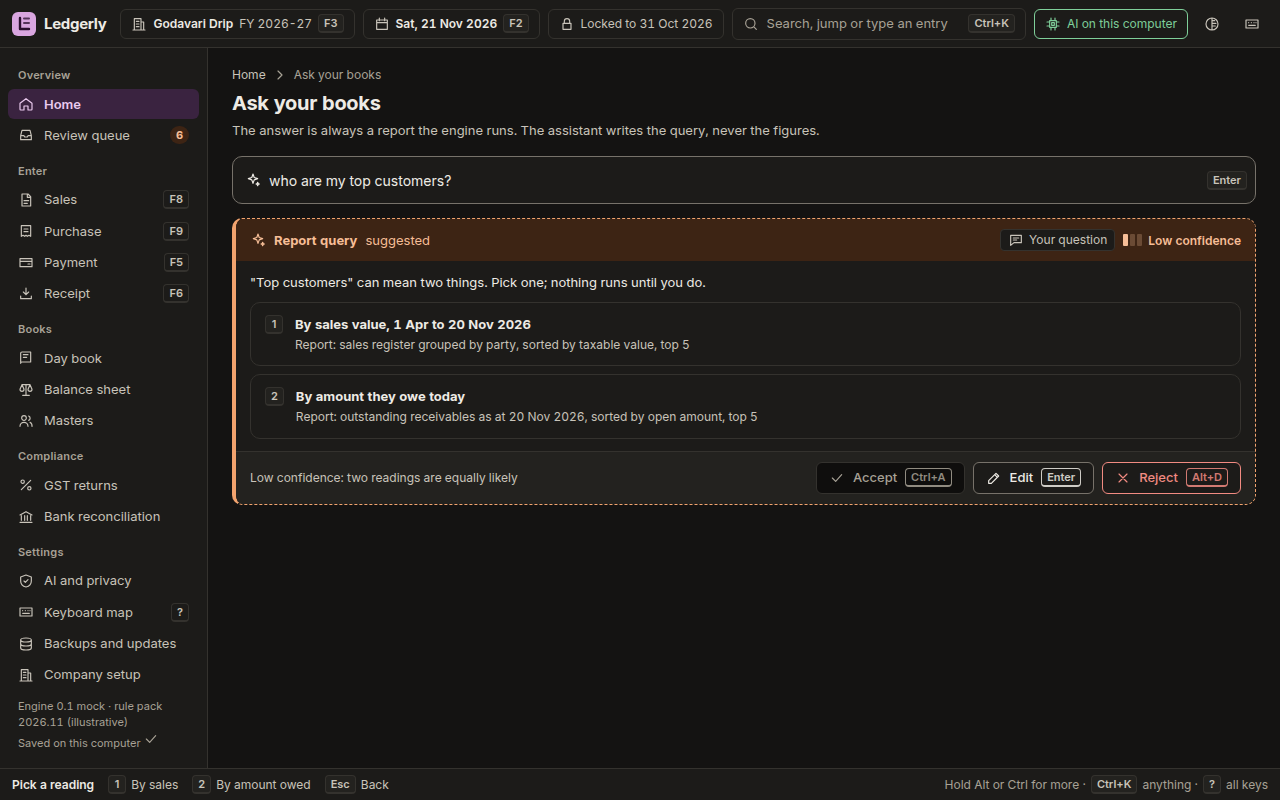 Ledgerly
Godavari Drip FY 2026-27 F3
Sat, 21 Nov 2026 F2
Locked to 31 Oct 2026
Search, jump or type an entry Ctrl+K
AI on this computer
Overview
Home
Review queue 6
Enter
Sales F8
Purchase F9
Payment F5
Receipt F6
Books
Day book
Balance sheet
Masters
Compliance
GST returns
Bank reconciliation
Settings
AI and privacy
Keyboard map ?
Backups and updates
Company setup
Engine 0.1 mock · rule pack
2026.11 (illustrative)
Saved on this computer
Home Ask your books
Ask your books
The answer is always a report the engine runs. The assistant writes the query, never the figures.
who are my top customers? Enter
Report query suggested Your question Low confidence
"Top customers" can mean two things. Pick one; nothing runs until you do.
1 By sales value, 1 Apr to 20 Nov 2026
Report: sales register grouped by party, sorted by taxable value, top 5
2 By amount they owe today
Report: outstanding receivables as at 20 Nov 2026, sorted by open amount, top 5
Low confidence: two readings are equally likely Accept Ctrl+A Edit Enter Reject Alt+D
Pick a reading 1 By sales 2 By amount owed Esc Back Hold Alt or Ctrl for more · Ctrl+K anything · ? all keys